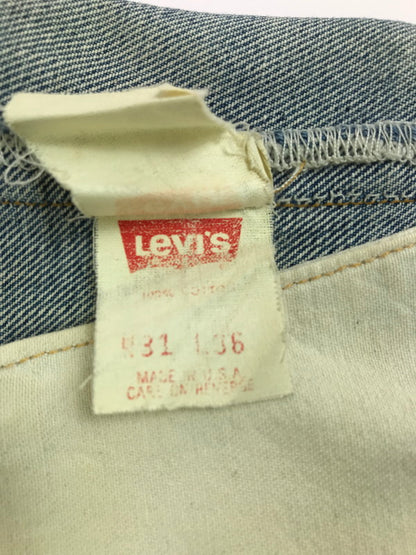 Levi's
100% COTTON
W31 L36
MADE IN U.S.A.
CARE ON REVERSE